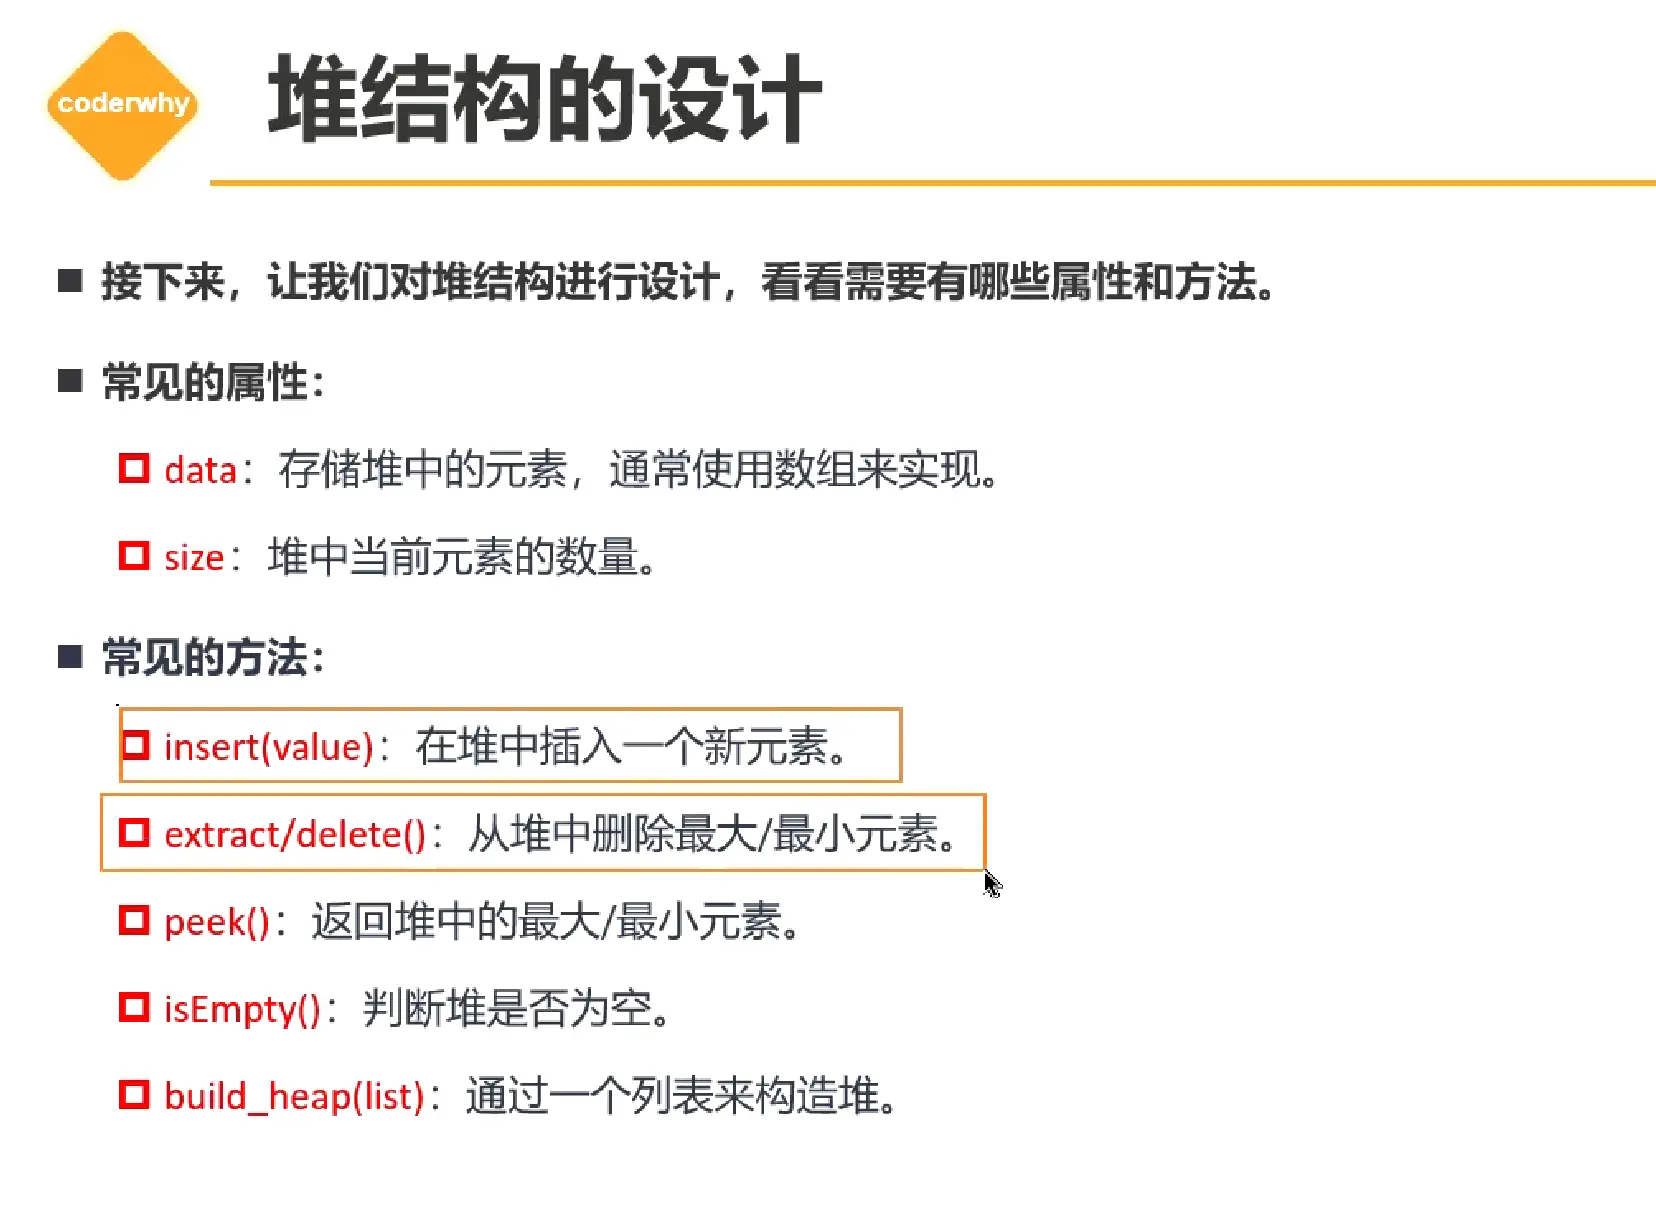 coderwhy
堆结构的设计
接下来，让我们对堆结构进行设计，看看需要有哪些属性和方法。
常见的属性：
data：存储堆中的元素，通常使用数组来实现。
size：堆中当前元素的数量。
常见的方法：
insert(value)：在堆中插入一个新元素。
extract/delete()：从堆中删除最大/最小元素。
peek()：返回堆中的最大/最小元素。
isEmpty()：判断堆是否为空。
build_heap(list)：通过一个列表来构造堆。